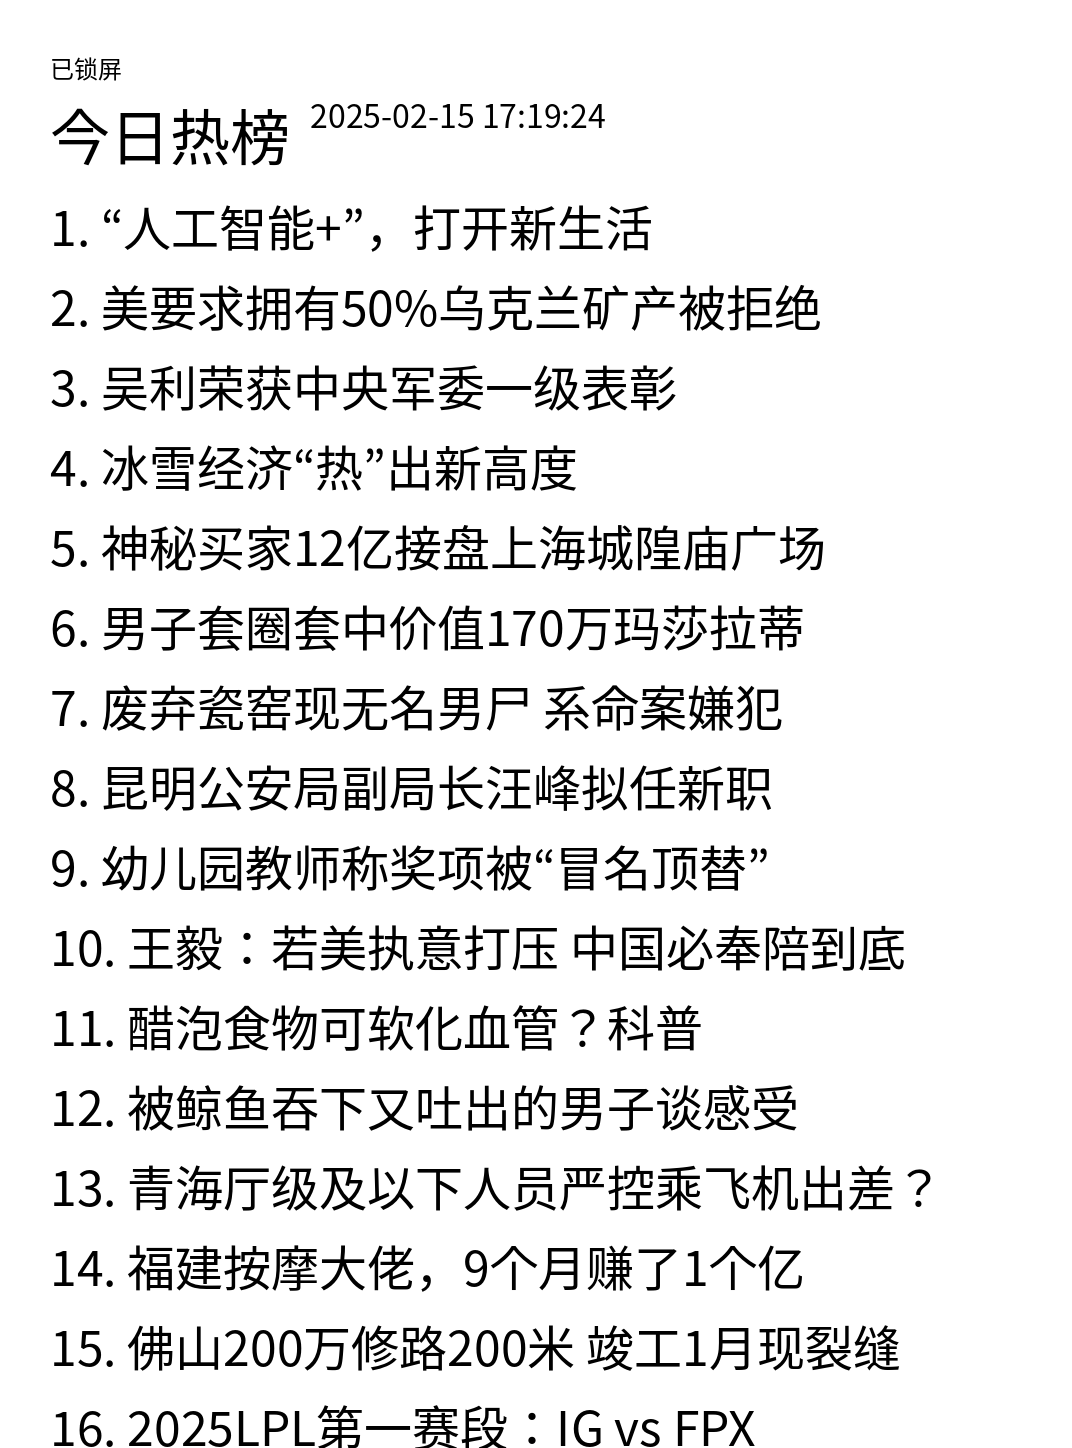 已锁屏
今日热榜 2025-02-15 17:19:24
1. “人工智能+”，打开新生活
2. 美要求拥有50%乌克兰矿产被拒绝
3. 吴利荣获中央军委一级表彰
4. 冰雪经济“热”出新高度
5. 神秘买家12亿接盘上海城隍庙广场
6. 男子套圈套中价值170万玛莎拉蒂
7. 废弃瓷窑现无名男尸 系命案嫌犯
8. 昆明公安局副局长汪峰拟任新职
9. 幼儿园教师称奖项被“冒名顶替”
10. 王毅：若美执意打压 中国必奉陪到底
11. 醋泡食物可软化血管？科普
12. 被鲸鱼吞下又吐出的男子谈感受
13. 青海厅级及以下人员严控乘飞机出差？
14. 福建按摩大佬，9个月赚了1个亿
15. 佛山200万修路200米 竣工1月现裂缝
16. 2025LPL第一赛段：IG vs FPX